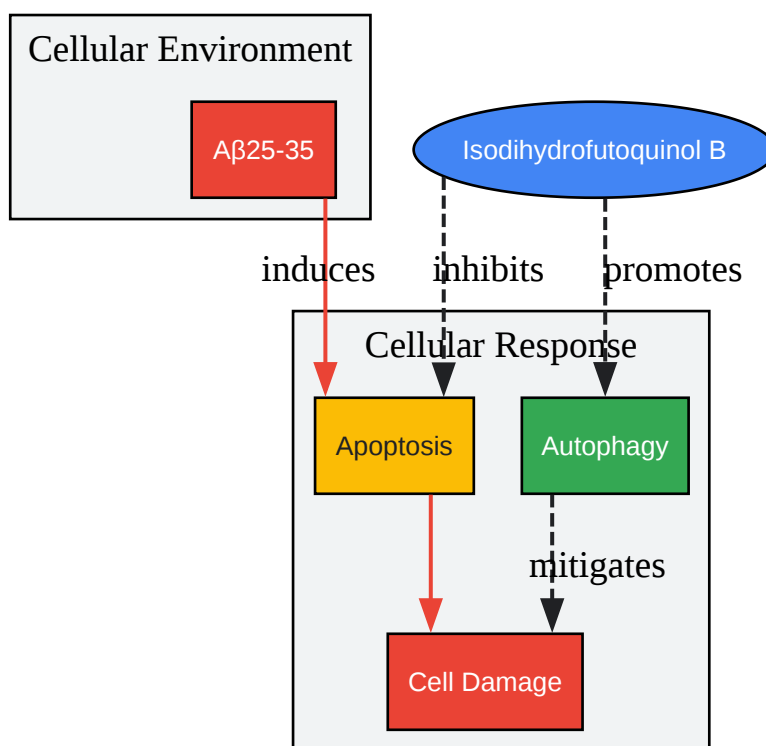 Cellular Environment
Aβ25-35
Isodihydrofutoquinol B
induces
inhibits
promotes
Cellular Response
Apoptosis
Autophagy
mitigates
Cell Damage